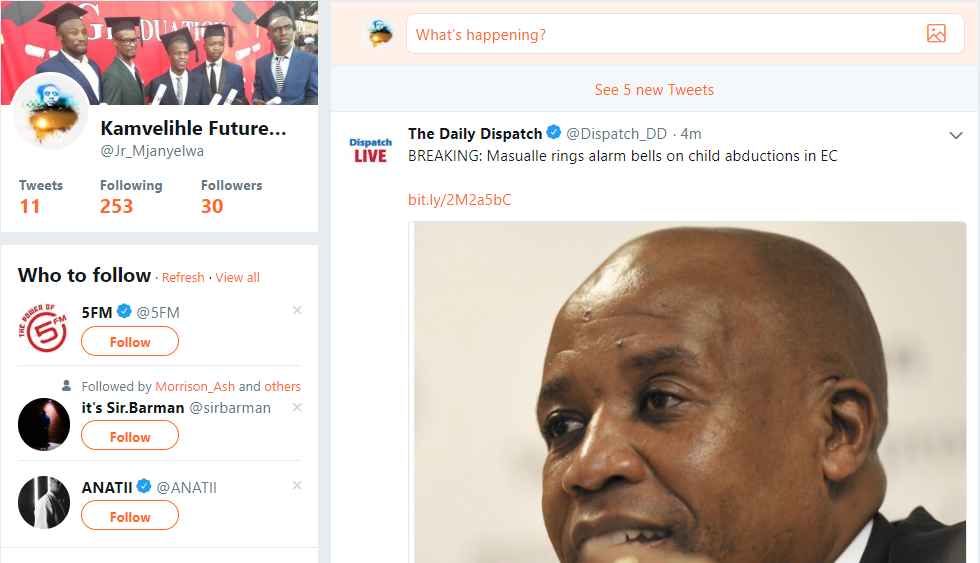 GRADUATION
Kamvelihle Future...
@Jr_Mjanyelwa
Tweets Following Followers
11 253 30
Who to follow · Refresh · View all
THE POWER OF 5FM
5FM @5FM
Follow
Followed by Morrison_Ash and others
it's Sir.Barman @sirbarman
Follow
ANATII @ANATII
Follow
What's happening?
See 5 new Tweets
Dispatch
LIVE
The Daily Dispatch @Dispatch_DD · 4m
BREAKING: Masualle rings alarm bells on child abductions in EC
bit.ly/2M2a5bC